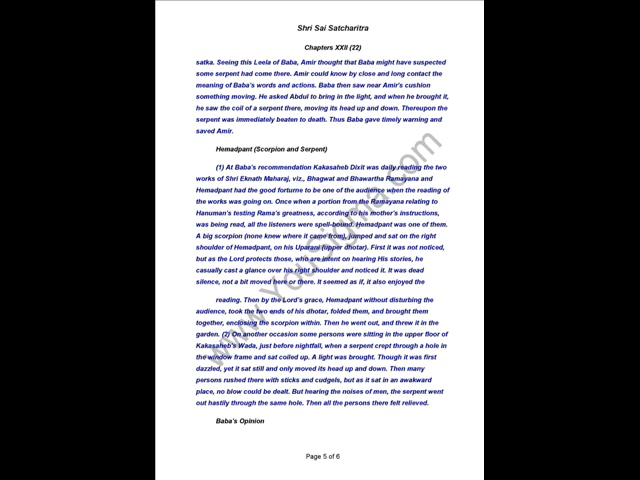 Shri Sai Satcharitra
Chapters XXII (22)
satka. Seeing this Leela of Baba, Amir thought that Baba might have suspected
some serpent had come there. Amir could know by close and long contact the
meaning of Baba's words and actions. Baba then saw near Amir's cushion
something moving. He asked Abdul to bring in the light, and when he brought it,
he saw the coil of a serpent there, moving its head up and down. Thereupon the
serpent was immediately beaten to death. Thus Baba gave timely warning and
saved Amir.
Hemadpant (Scorpion and Serpent)
(1) At Baba's recommendation Kakasaheb Dixit was daily reading the two
works of Shri Eknath Maharaj, viz., Bhagwat and Bhawartha Ramayana and
Hemadpant had the good forturne to be one of the audience when the reading of
the works was going on. Once when a portion from the Ramayana relating to
Hanuman's testing Rama's greatness, according to his mother's instructions,
was being read, all the listeners were spell-bound. Hemadpant was one of them.
A big scorpion (none knew where it came from), jumped and sat on the right
shoulder of Hemadpant, on his Uparani (upper dhotar). First it was not noticed,
but as the Lord protects those, who are intent on hearing His stories, he
casually cast a glance over his right shoulder and noticed it. It was dead
silence, not a bit moved here or there. It seemed as if, it also enjoyed the
reading. Then by the Lord's grace, Hemadpant without disturbing the
audience, took the two ends of his dhotar, folded them, and brought them
together, enclosing the scorpion within. Then he went out, and threw it in the
garden. (2) On another occasion some persons were sitting in the upper floor of
Kakasaheb's Wada, just before nightfall, when a serpent crept through a hole in
the window frame and sat coiled up. A light was brought. Though it was first
dazzled, yet it sat still and only moved its head up and down. Then many
persons rushed there with sticks and cudgels, but as it sat in an awakward
place, no blow could be dealt. But hearing the noises of men, the serpent went
out hastily through the same hole. Then all the persons there felt relieved.
Baba's Opinion
Page 5 of 6
www.YouSigma.com